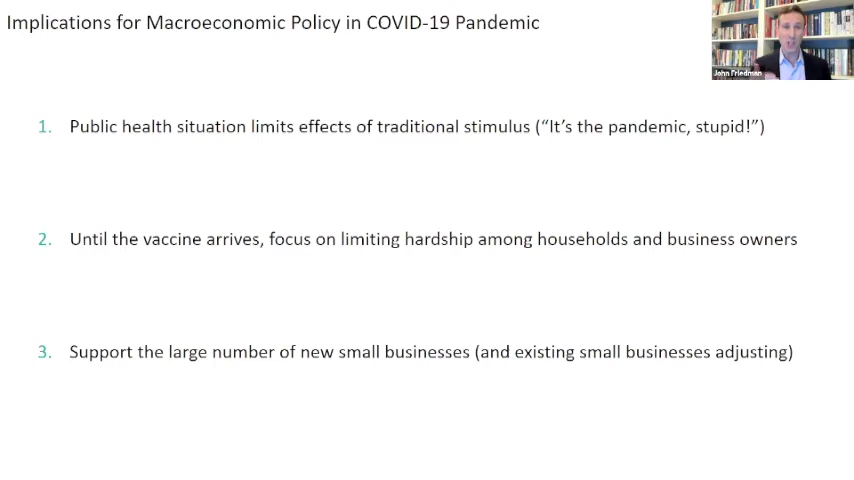 Implications for Macroeconomic Policy in COVID-19 Pandemic
John Friedman
1. Public health situation limits effects of traditional stimulus (“It’s the pandemic, stupid!”)
2. Until the vaccine arrives, focus on limiting hardship among households and business owners
3. Support the large number of new small businesses (and existing small businesses adjusting)